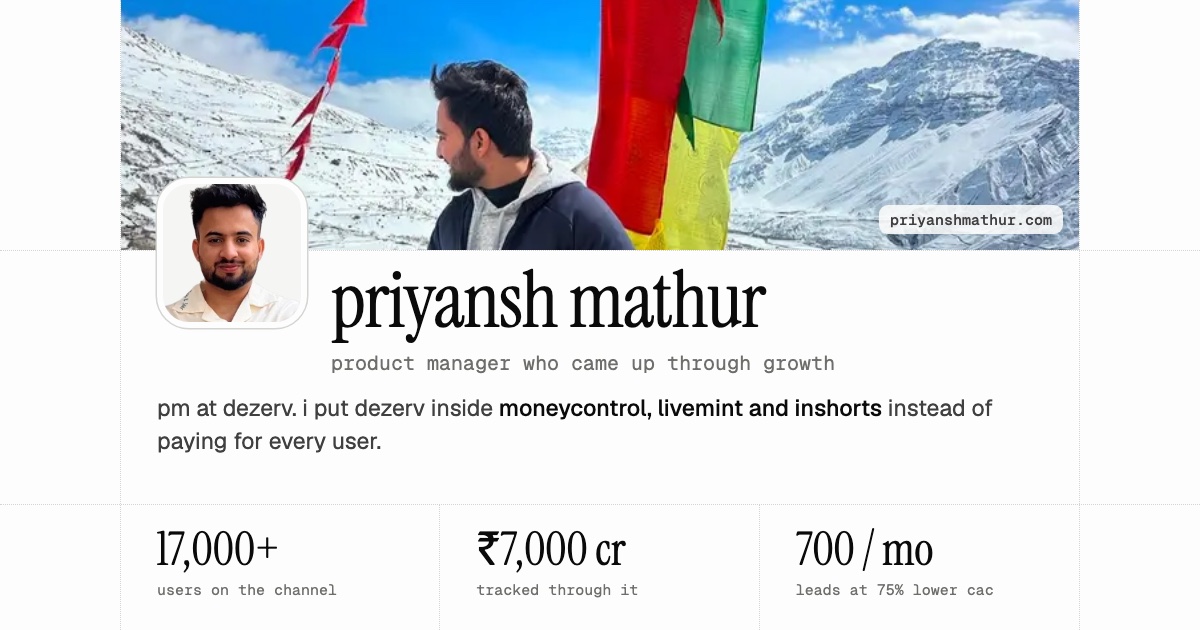 priyanshmathur.com
priyansh mathur
product manager who came up through growth
pm at dezerv. i put dezerv inside moneycontrol, livemint and inshorts instead of
paying for every user.
17,000+
users on the channel
₹7,000 cr
tracked through it
700 / mo
leads at 75% lower cac